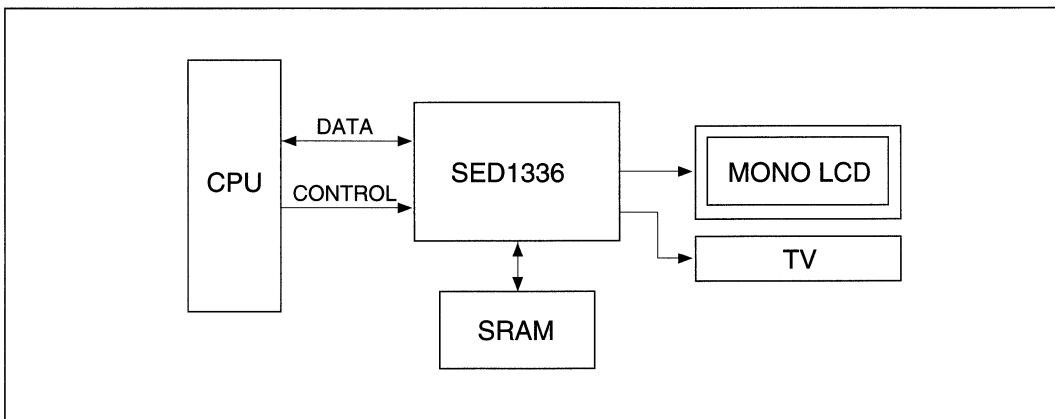 DATA
CPU
CONTROL
SED1336
MONO LCD
TV
SRAM